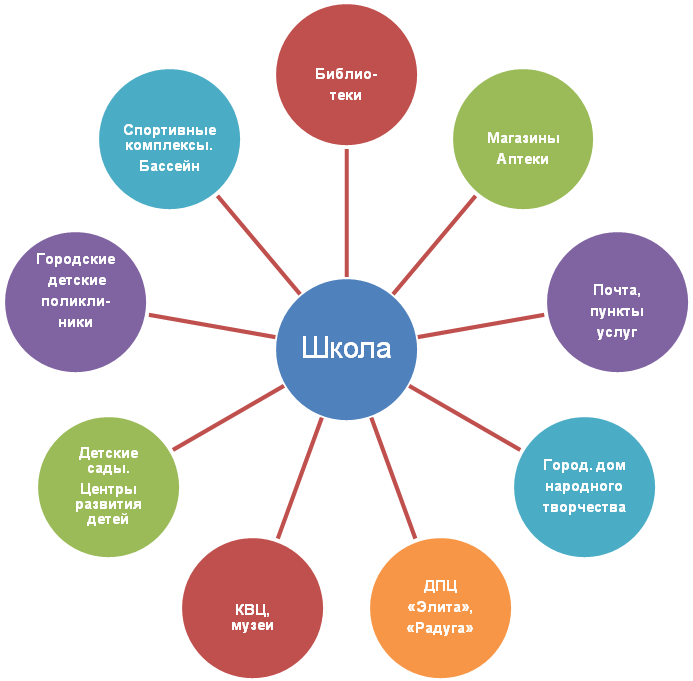 Библио-
теки
Магазины
Аптеки
Почта,
пункты
услуг
Город. дом
народного
творчества
ДПЦ
«Элита»,
«Радуга»
КВЦ,
музеи
Детские
сады.
Центры
развития
детей
Городские
детские
поликли-
ники
Спортивные
комплексы.
Бассейн
Школа